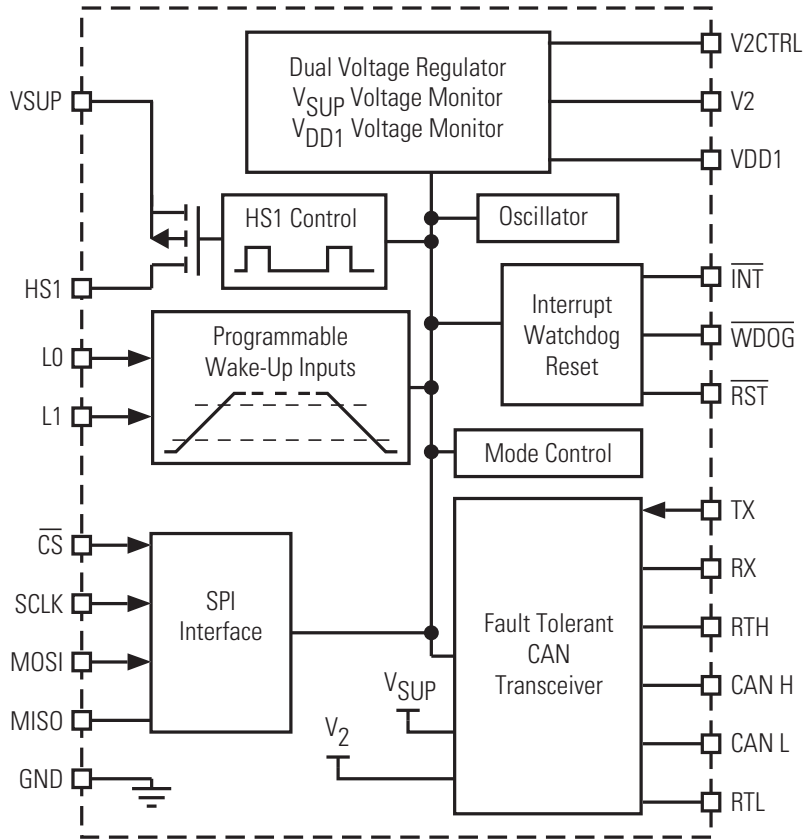 Dual Voltage Regulator
VSUP Voltage Monitor
VDD1 Voltage Monitor
V2CTRL
V2
VDD1
VSUP
HS1 Control
HS1
Oscillator
Interrupt
Watchdog
Reset
INT
WDOG
RST
Programmable
Wake-Up Inputs
L0
L1
Mode Control
CS
SCLK
MOSI
MISO
GND
SPI
Interface
VSUP
V2
Fault Tolerant
CAN
Transceiver
TX
RX
RTH
CAN H
CAN L
RTL